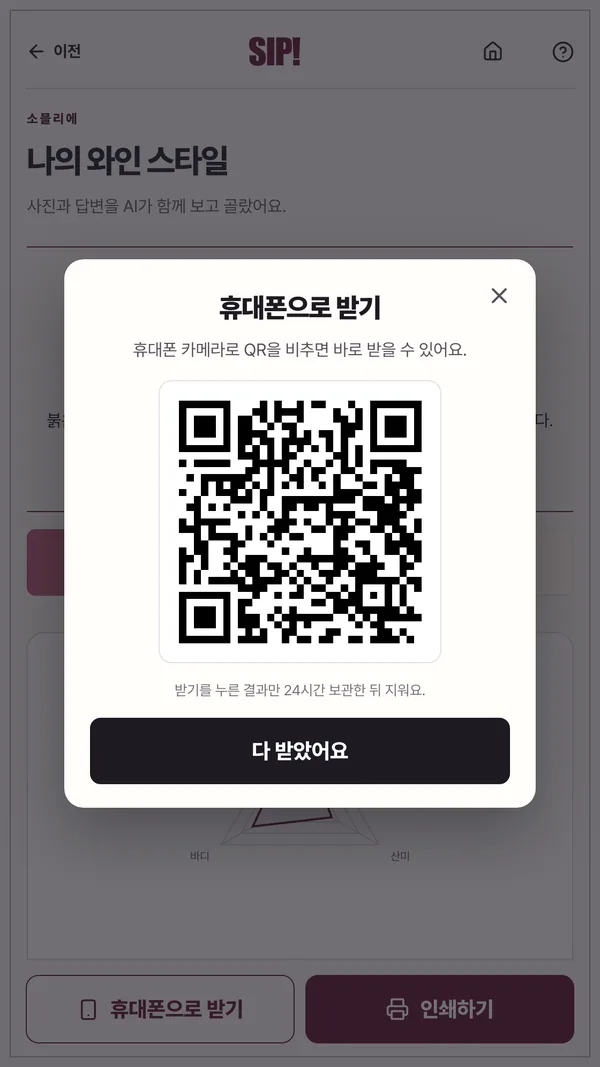 이전
SIP!
소믈리에
나의 와인 스타일
사진과 답변을 AI가 함께 보고 골랐어요.
휴대폰으로 받기
휴대폰 카메라로 QR을 비추면 바로 받을 수 있어요.
다.
받기를 누른 결과만 24시간 보관한 뒤 지워요.
다 받았어요
바디
산미
휴대폰으로 받기
인쇄하기